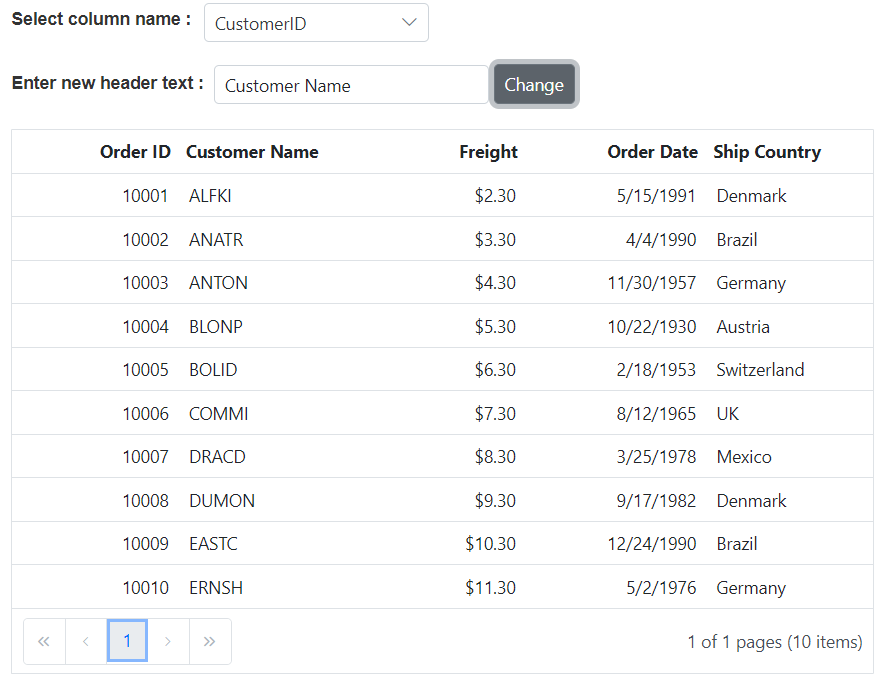 Select column name : CustomerID
Enter new header text : Customer Name Change
Order ID Customer Name Freight Order Date Ship Country
10001 ALFKI $2.30 5/15/1991 Denmark
10002 ANATR $3.30 4/4/1990 Brazil
10003 ANTON $4.30 11/30/1957 Germany
10004 BLONP $5.30 10/22/1930 Austria
10005 BOLID $6.30 2/18/1953 Switzerland
10006 COMMI $7.30 8/12/1965 UK
10007 DRACD $8.30 3/25/1978 Mexico
10008 DUMON $9.30 9/17/1982 Denmark
10009 EASTC $10.30 12/24/1990 Brazil
10010 ERNSH $11.30 5/2/1976 Germany
« ‹ 1 › » 1 of 1 pages (10 items)